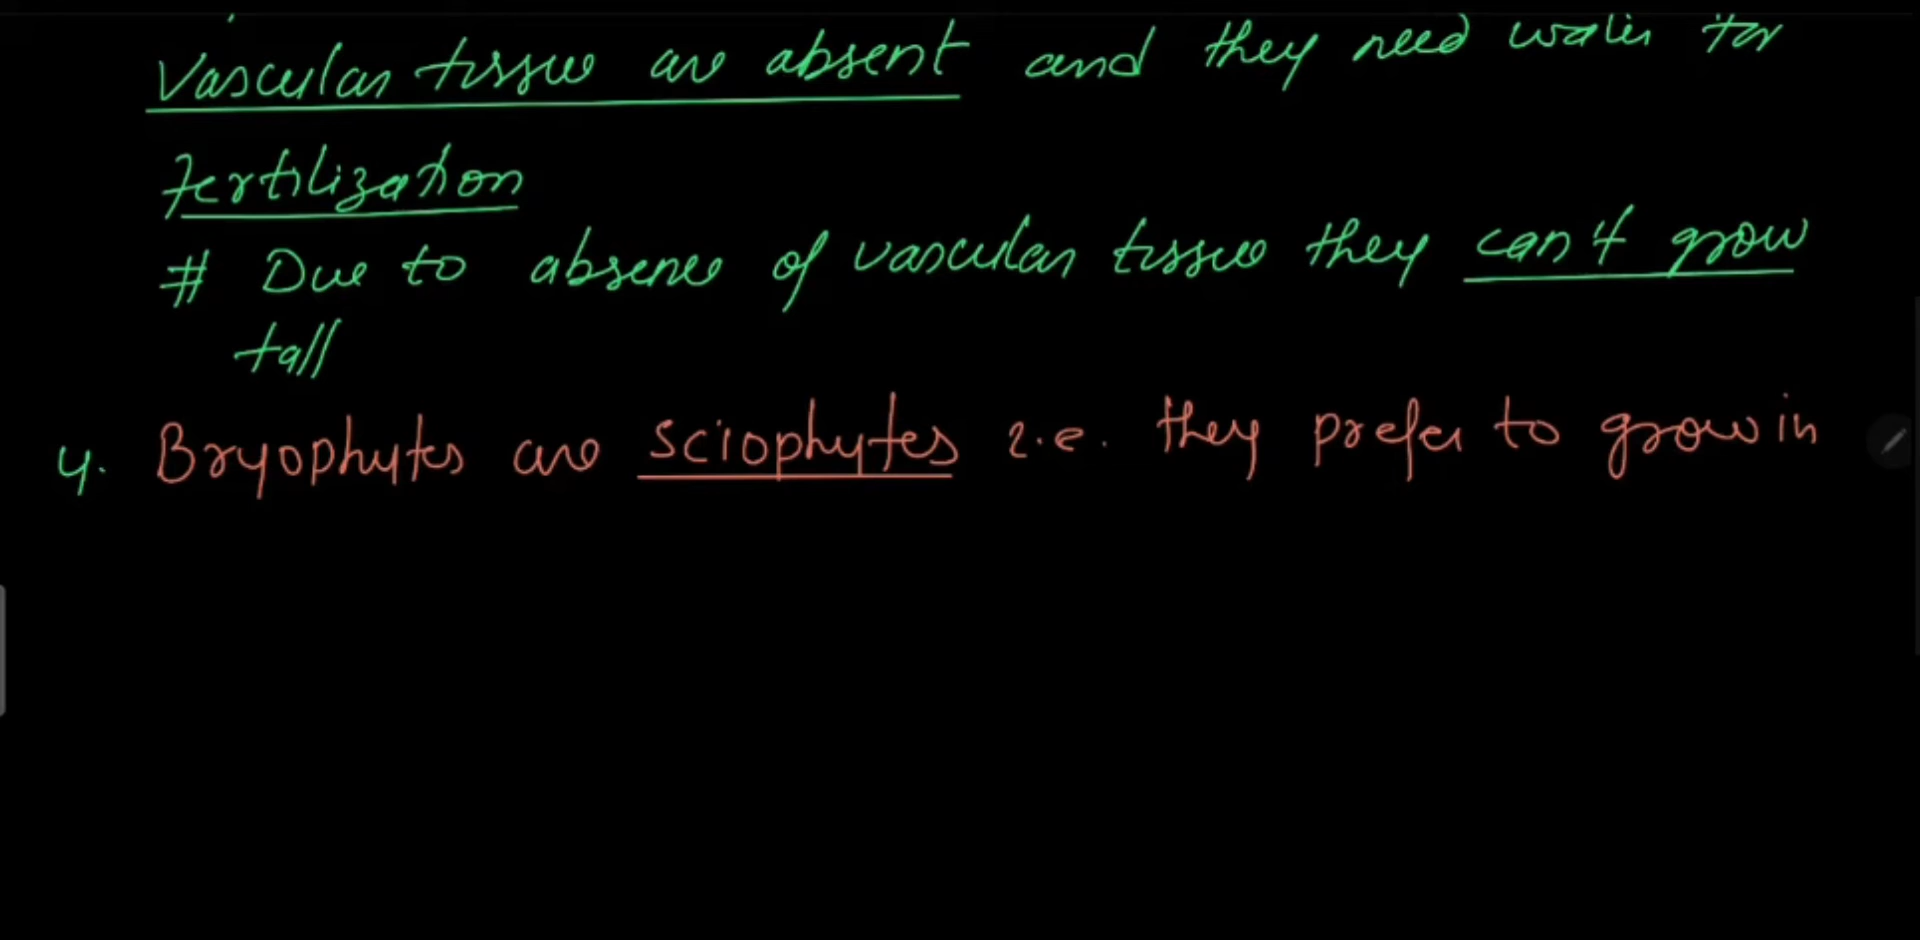 Vascular tissue are absent and they need water for
Fertilization
# Due to absence of vascular tissue they can't grow
tall
4. Bryophytes are sciophytes i.e. they prefer to grow in